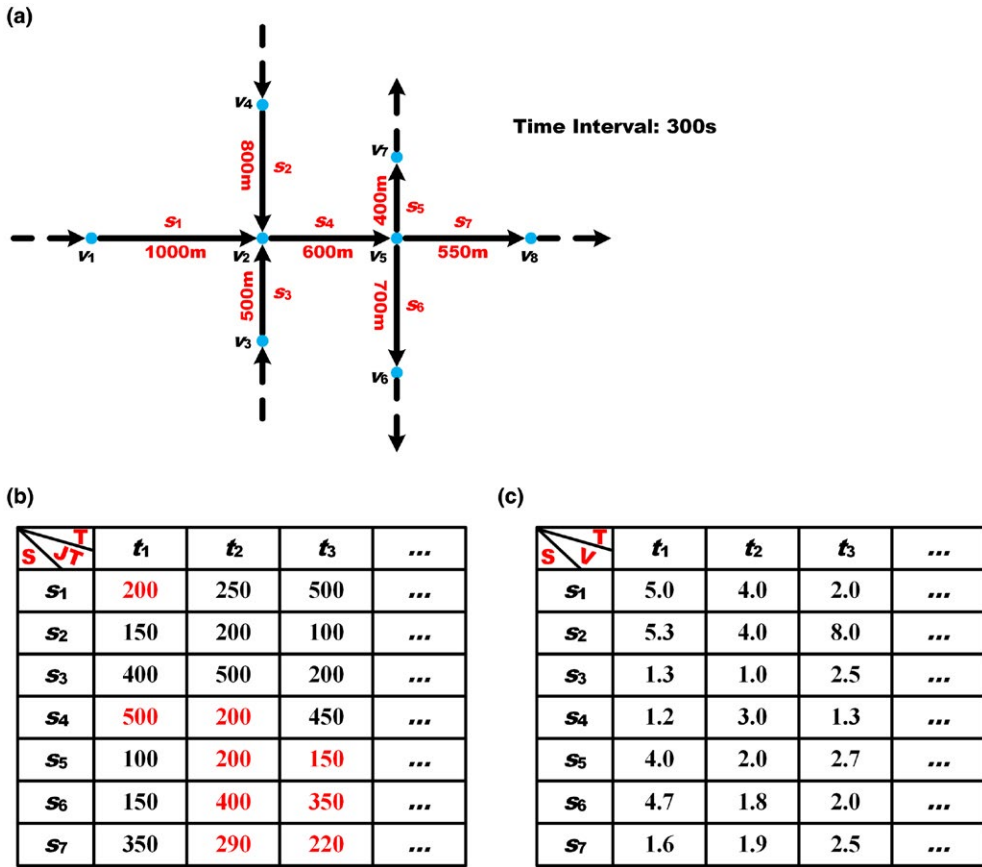 (a)
v4
800m
s2
Time Interval: 300s
v7
400m
s5
s1
s4
s7
v1
1000m
v2
600m
v5
550m
v8
500m
s3
700m
s6
v3
v6
(b)
S JT T t1 t2 t3 ...
s1 200 250 500 ...
s2 150 200 100 ...
s3 400 500 200 ...
s4 500 200 450 ...
s5 100 200 150 ...
s6 150 400 350 ...
s7 350 290 220 ...
(c)
S V T t1 t2 t3 ...
s1 5.0 4.0 2.0 ...
s2 5.3 4.0 8.0 ...
s3 1.3 1.0 2.5 ...
s4 1.2 3.0 1.3 ...
s5 4.0 2.0 2.7 ...
s6 4.7 1.8 2.0 ...
s7 1.6 1.9 2.5 ...